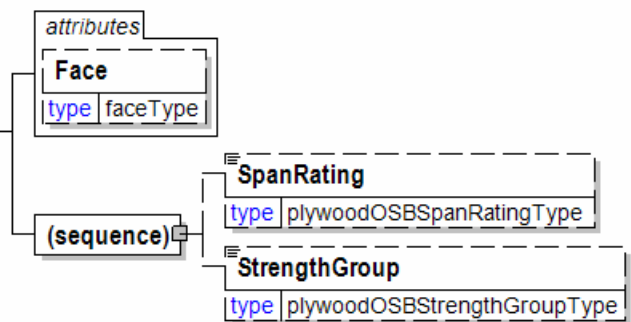 attributes
Face
type faceType
SpanRating
type plywoodOSBSpanRatingType
(sequence)
StrengthGroup
type plywoodOSBStrengthGroupType